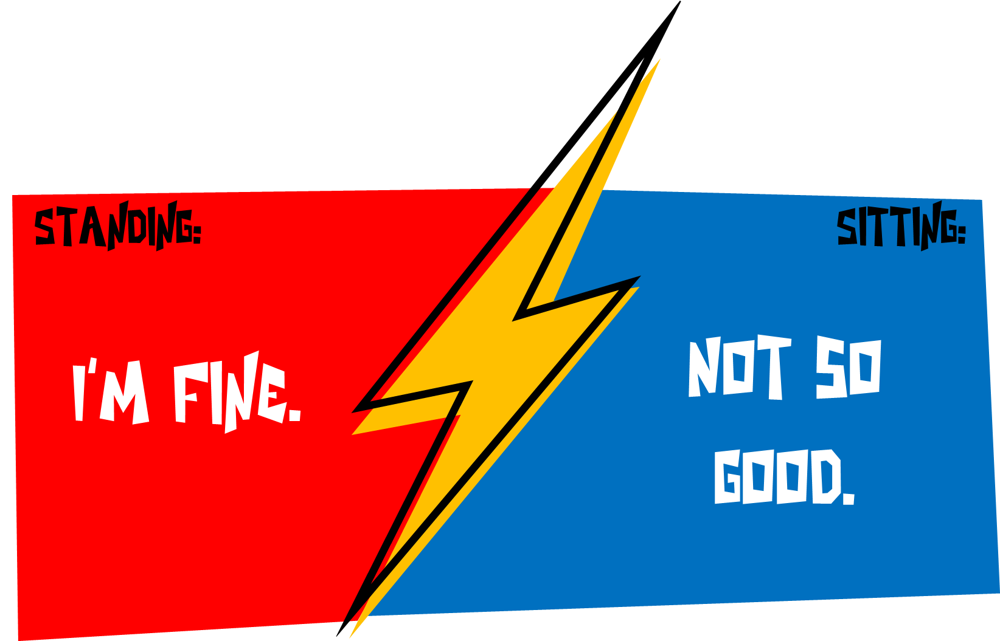 STANDING:
I'M FINE.
SITTING:
NOT SO
GOOD.